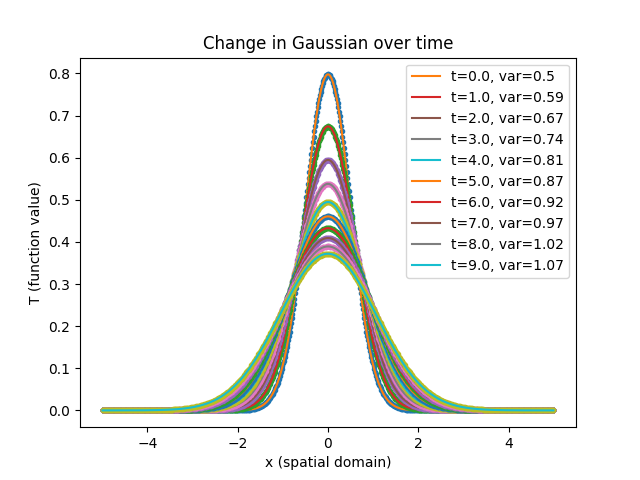 Change in Gaussian over time
T (function value)
0.8
0.7
0.6
0.5
0.4
0.3
0.2
0.1
0.0
t=0.0, var=0.5
t=1.0, var=0.59
t=2.0, var=0.67
t=3.0, var=0.74
t=4.0, var=0.81
t=5.0, var=0.87
t=6.0, var=0.92
t=7.0, var=0.97
t=8.0, var=1.02
t=9.0, var=1.07
−4
−2
0
2
4
x (spatial domain)